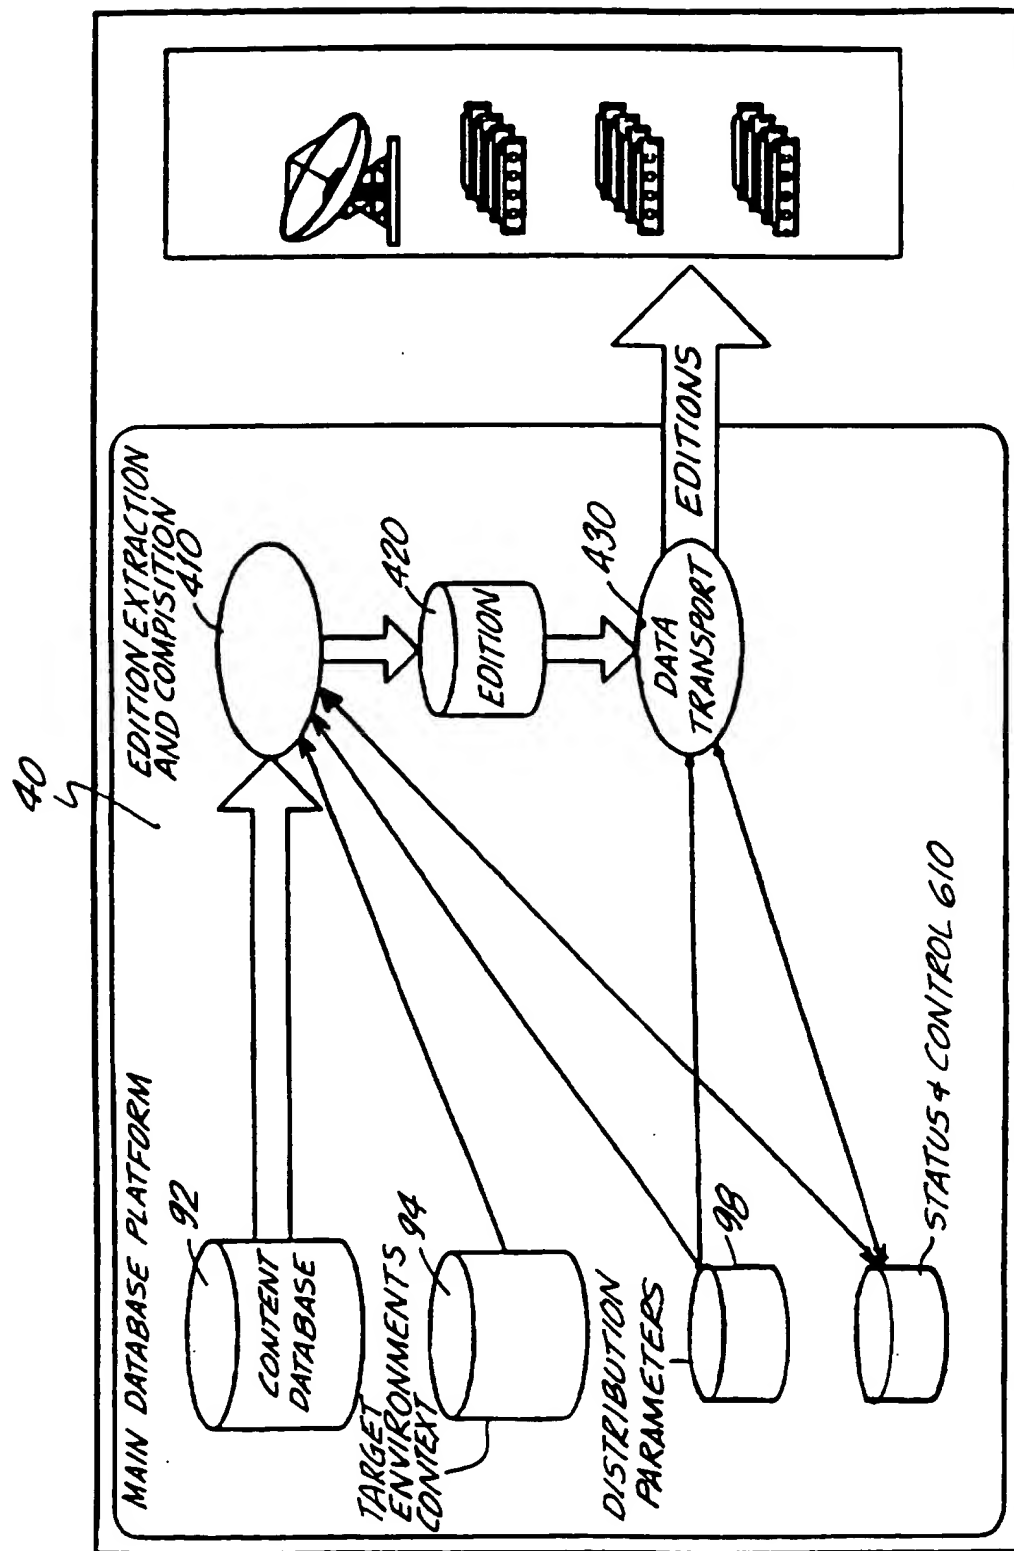 40
MAIN DATABASE PLATFORM
EDITION EXTRACTION
AND COMPISITION
410
92
CONTENT
DATABASE
420
EDITION
TARGET
ENVIRONMENTS
CONTEXT
94
430
DATA
TRANSPORT
EDITIONS
DISTRIBUTION
PARAMETERS
98
STATUS & CONTROL 610